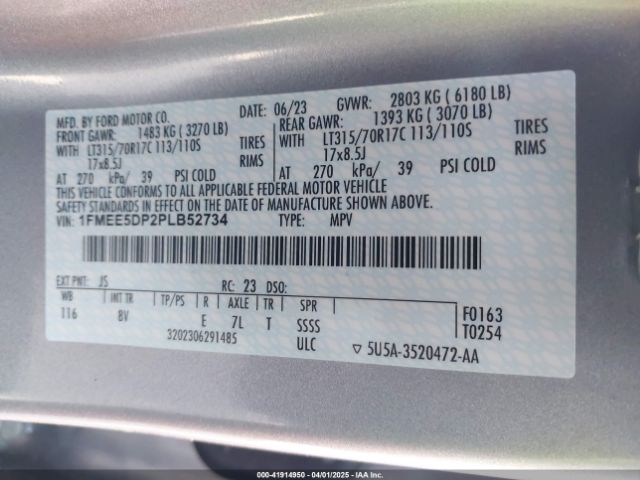 MFD. BY FORD MOTOR CO. DATE: 06/23 GVWR: 2803 KG ( 6180 LB)
FRONT GAWR: 1483 KG ( 3270 LB) REAR GAWR: 1393 KG ( 3070 LB)
WITH LT315/70R17C 113/110S TIRES WITH LT315/70R17C 113/110S TIRES
17x8.5J RIMS 17x8.5J RIMS
AT 270 kPa/ 39 PSI COLD AT 270 kPa/ 39 PSI COLD
THIS VEHICLE CONFORMS TO ALL APPLICABLE FEDERAL MOTOR VEHICLE
SAFETY STANDARDS IN EFFECT ON THE DATE OF MANUFACTURE SHOWN ABOVE.
VIN: 1FMEE5DP2PLB52734 TYPE: MPV
EXT PNT: JS RC: 23 DSO:
WB INT TR TP/PS R AXLE TR SPR F0163
116 8V E 7L T SSSS T0254
3202306291485 ULC 5U5A-3520472-AA
000-41914950 04/01/2025 IAAI.COM